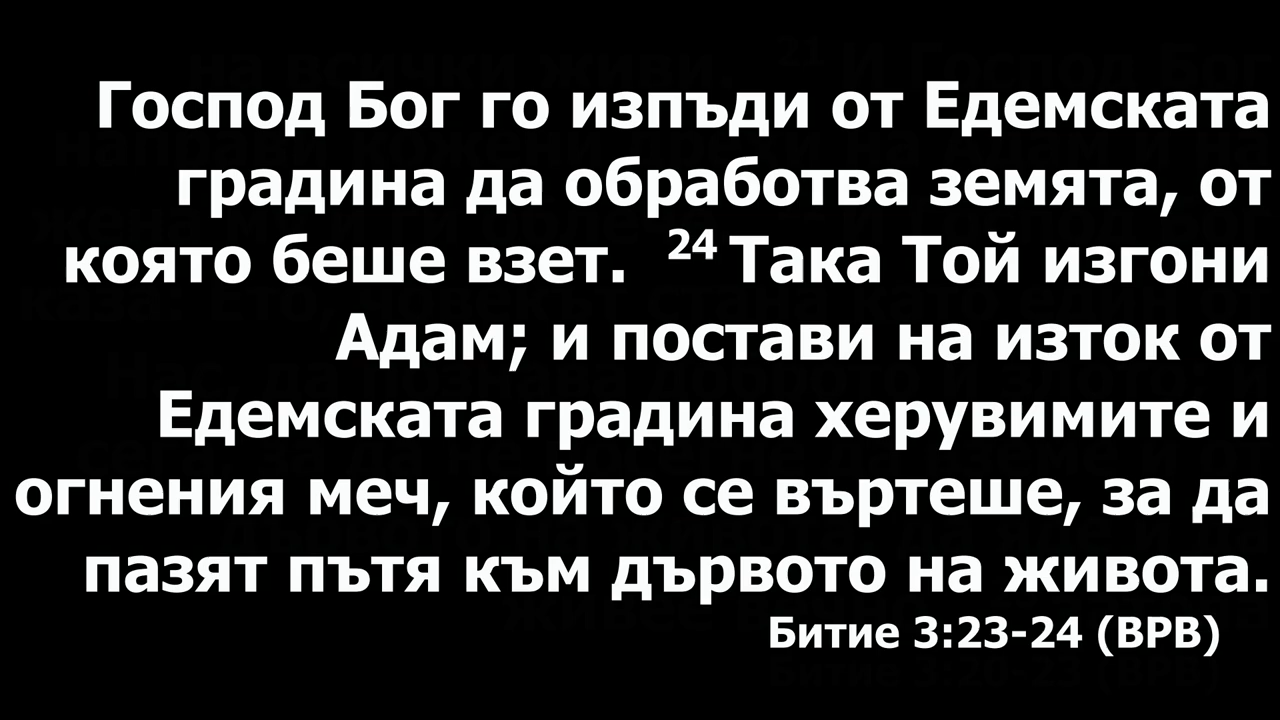 Господ Бог го изпъди от Едемската
градина да обработва земята, от
която беше взет. 24 Така Той изгони
Адам; и постави на изток от
Едемската градина херувимите и
огнения меч, който се въртеше, за да
пазят пътя към дървото на живота.
Битие 3:23-24 (ВРВ)